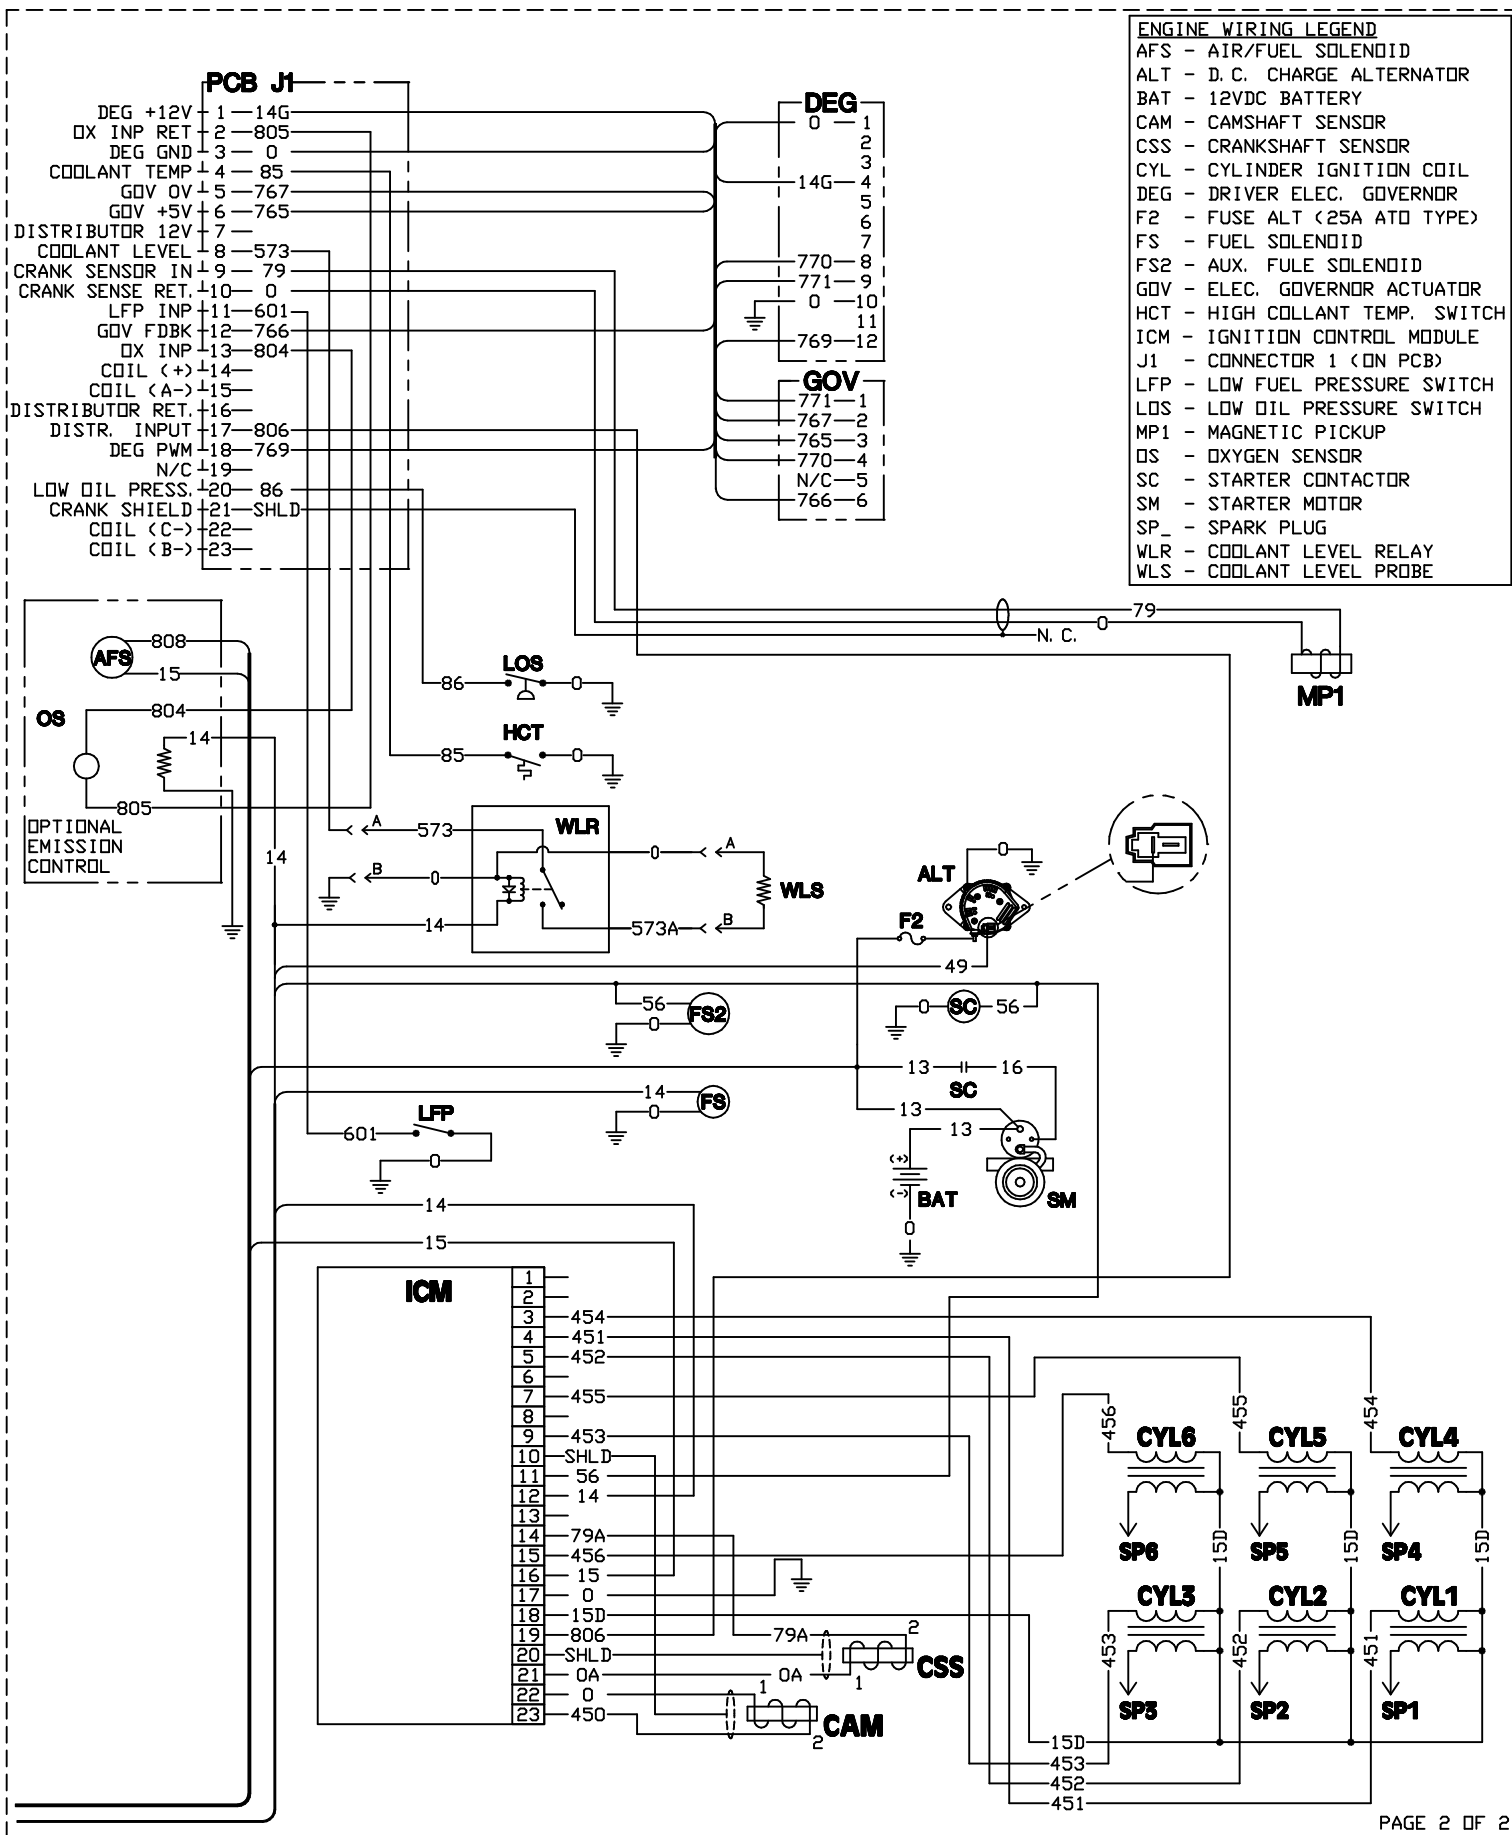 ENGINE WIRING LEGEND
AFS - AIR/FUEL SOLENOID
ALT - D.C. CHARGE ALTERNATOR
BAT - 12VDC BATTERY
CAM - CAMSHAFT SENSOR
CSS - CRANKSHAFT SENSOR
CYL - CYLINDER IGNITION COIL
DEG - DRIVER ELEC. GOVERNOR
F2 - FUSE ALT (25A ATO TYPE)
FS - FUEL SOLENOID
FS2 - AUX. FULE SOLENOID
GOV - ELEC. GOVERNOR ACTUATOR
HCT - HIGH COLLANT TEMP. SWITCH
ICM - IGNITION CONTROL MODULE
J1 - CONNECTOR 1 (ON PCB)
LFP - LOW FUEL PRESSURE SWITCH
LOS - LOW OIL PRESSURE SWITCH
MP1 - MAGNETIC PICKUP
OS - OXYGEN SENSOR
SC - STARTER CONTACTOR
SM - STARTER MOTOR
SP_ - SPARK PLUG
WLR - COOLANT LEVEL RELAY
WLS - COOLANT LEVEL PROBE
PCB J1
DEG +12V 1 14G
OX INP RET 2 805
DEG GND 3 0
COOLANT TEMP 4 85
GOV 0V 5 767
GOV +5V 6 765
DISTRIBUTOR 12V 7
COOLANT LEVEL 8 573
CRANK SENSOR IN 9 79
CRANK SENSE RET. 10 0
LFP INP 11 601
GOV FDBK 12 766
OX INP 13 804
COIL (+) 14
COIL (A-) 15
DISTRIBUTOR RET. 16
DISTR. INPUT 17 806
DEG PWM 18 769
N/C 19
LOW OIL PRESS. 20 86
CRANK SHIELD 21 SHLD
COIL (C-) 22
COIL (B-) 23
DEG
0 1
2
3
14G 4
5
6
7
770 8
771 9
0 10
11
769 12
GOV
771 1
767 2
765 3
770 4
N/C 5
766 6
79
0
N.C.
MP1
AFS
808
15
OS
804
14
805
OPTIONAL
EMISSION
CONTROL
14
LOS
86 0
HCT
85 0
WLR
A 573
B 0
14
0 A
WLS
573A B
ALT
0
F2
49
56
FS2
0
0 SC 56
13 16
SC
13
13
14
FS
0
LFP
601
0
(+)
(-)
BAT
0
SM
14
15
ICM
1
2
3 454
4 451
5 452
6
7 455
8
9 453
10 SHLD
11 56
12 14
13
14 79A
15 456
16 15
17 0
18 15D
19 806
20 SHLD
21 0A
22 0
23 450
79A 2
CSS
0A 1
1
CAM
2
456 455 454
CYL6 CYL5 CYL4
15D 15D 15D
SP6 SP5 SP4
CYL3 CYL2 CYL1
453 452 451
SP3 SP2 SP1
15D
453
452
451
PAGE 2 OF 2